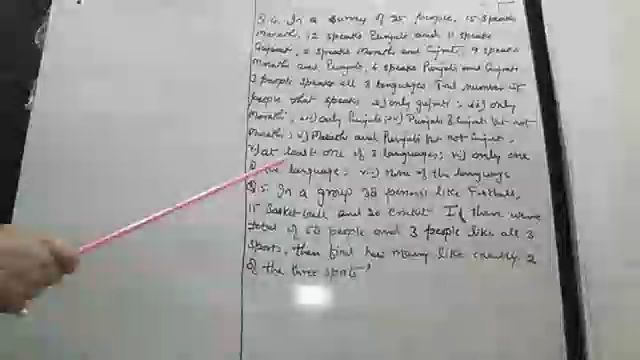 Q.4. In a survey of 25 people, 15 speaks
Marathi, 12 speaks Punjabi and 11 speaks
Gujarati, 5 speaks Marathi and Gujrati, 9 speaks
Marathi and Punjabi, 4 speaks Punjabi and Gujrati
3 people speaks all 3 languages. Find number of
people that speaks i) only gujrati; ii) only
Marathi, iii) only Punjabi; iv) Punjabi & Gujrati but not
Marathi; v) Marathi and Punjabi but not Gujrati,
vi) at least one of 3 languages; vii) only one
of the language, viii) None of the languages
Q.5. In a group 38 persons like Football,
15 Basketball and 20 cricket. If there were
total of 58 people and 3 people like all 3
sports, then find how many like exactly 2
of the three sports?